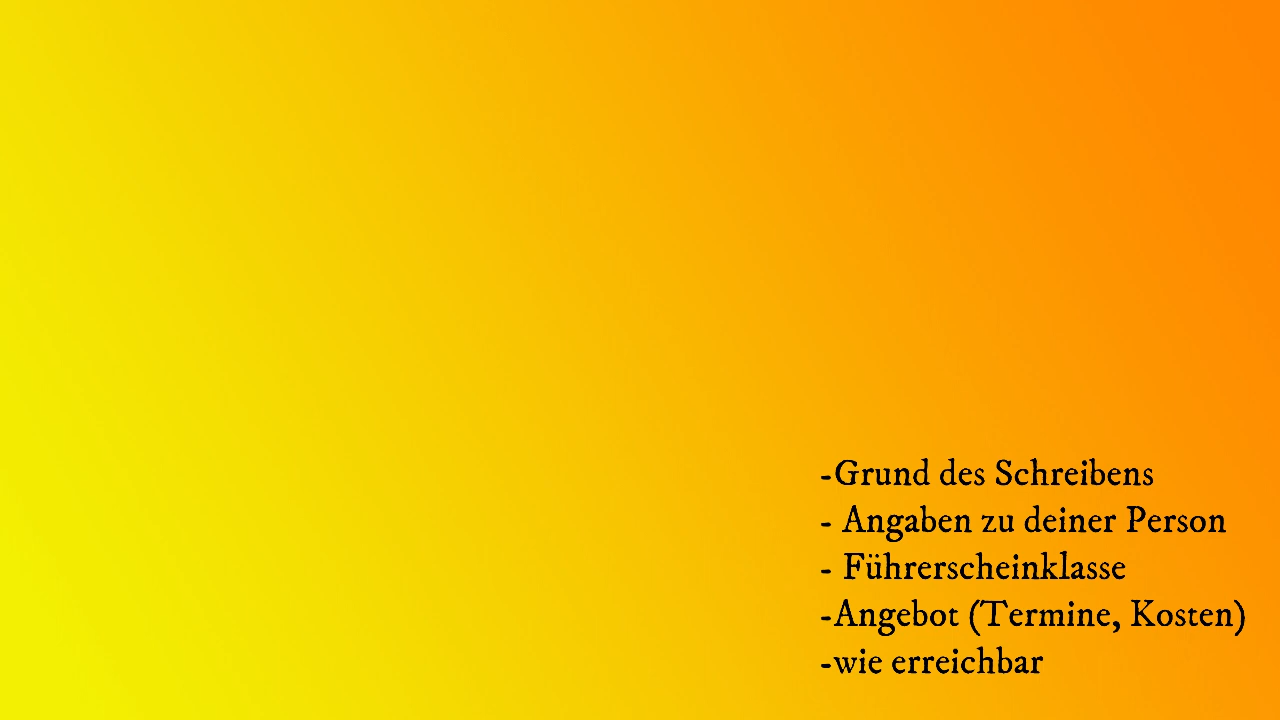 -Grund des Schreibens
- Angaben zu deiner Person
- Führerscheinklasse
-Angebot (Termine, Kosten)
-wie erreichbar